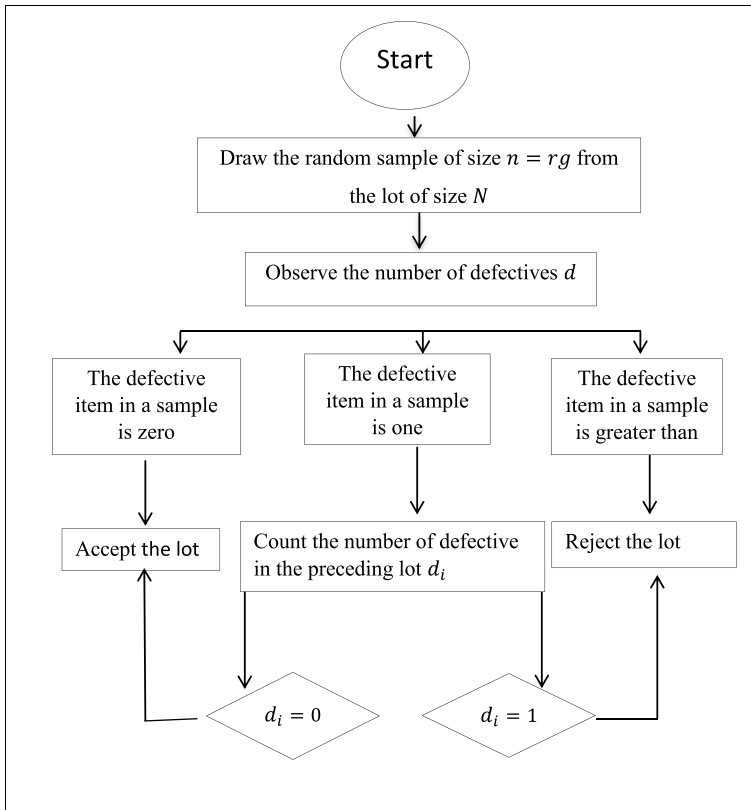 Start
Draw the random sample of size n = rg from
the lot of size N
Observe the number of defectives d
The defective
item in a sample
is zero
The defective
item in a sample
is one
The defective
item in a sample
is greater than
Accept the lot
Count the number of defective
in the preceding lot dᵢ
Reject the lot
dᵢ = 0
dᵢ = 1